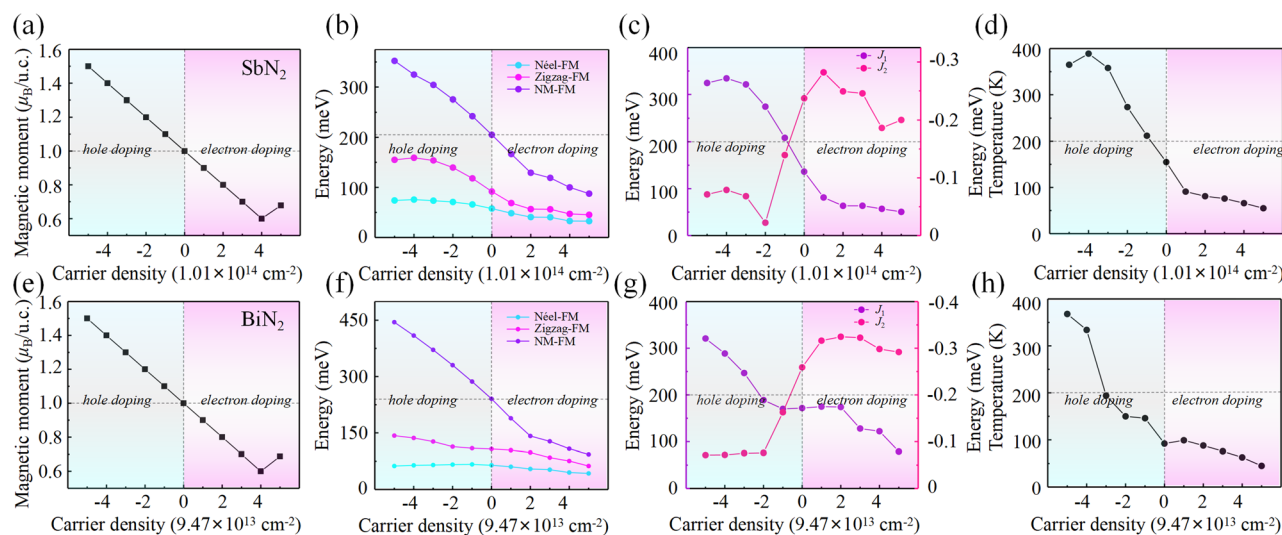 (a)
Magnetic moment (μB/u.c.)
1.6
1.4
1.2
1.0
0.8
0.6
SbN2
hole doping
electron doping
-4 -2 0 2 4
Carrier density (1.01×10^14 cm^-2)
(b)
Energy (meV)
300
200
100
0
Néel-FM
Zigzag-FM
NM-FM
hole doping
electron doping
-4 -2 0 2 4
Carrier density (1.01×10^14 cm^-2)
(c)
Energy (meV)
400
300
200
100
0
J1
J2
-0.3
-0.2
-0.1
0
hole doping
electron doping
-4 -2 0 2 4
Carrier density (1.01×10^14 cm^-2)
(d)
Energy (meV)
Temperature (K)
400
300
200
100
0
hole doping
electron doping
-4 -2 0 2 4
Carrier density (1.01×10^14 cm^-2)
(e)
Magnetic moment (μB/u.c.)
1.6
1.4
1.2
1.0
0.8
0.6
BiN2
hole doping
electron doping
-4 -2 0 2 4
Carrier density (9.47×10^13 cm^-2)
(f)
Energy (meV)
450
300
150
0
Néel-FM
Zigzag-FM
NM-FM
hole doping
electron doping
-4 -2 0 2 4
Carrier density (9.47×10^13 cm^-2)
(g)
Energy (meV)
400
300
200
100
0
J1
J2
-0.4
-0.3
-0.2
-0.1
0
hole doping
electron doping
-4 -2 0 2 4
Carrier density (9.47×10^13 cm^-2)
(h)
Energy (meV)
Temperature (K)
400
300
200
100
0
hole doping
electron doping
-4 -2 0 2 4
Carrier density (9.47×10^13 cm^-2)